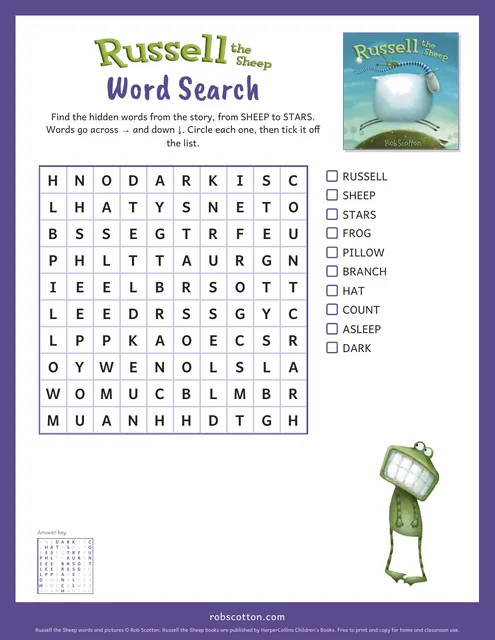 Russell the Sheep
Word Search
Find the hidden words from the story, from SHEEP to STARS.
Words go across → and down ↓. Circle each one, then tick it off
the list.
Russell the Sheep
Rob Scotton
H N O D A R K I S C
L H A T Y S N E T O
B S S E G T R F E U
P H L T T A U R G N
I E E L B R S O T T
L E E D R S S G Y C
L P P K A O E C S R
O Y W E N O L S L A
W O M U C B L M B R
M U A N H H D T G H
RUSSELL
SHEEP
STARS
FROG
PILLOW
BRANCH
HAT
COUNT
ASLEEP
DARK
Answer key
robscotton.com
Russell the Sheep words and pictures © Rob Scotton. Russell the Sheep books are published by HarperCollins Children's Books. Free to print and copy for home and classroom use.